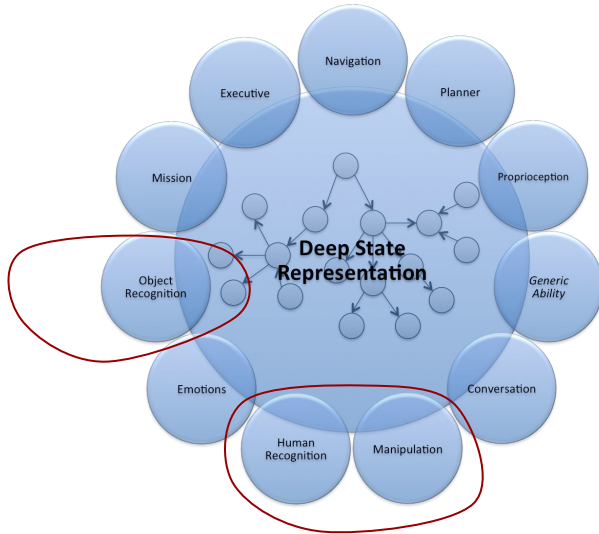 Navigation
Executive
Planner
Mission
Proprioception
Deep State
Representation
Object
Recognition
Generic
Ability
Emotions
Conversation
Human
Recognition
Manipulation